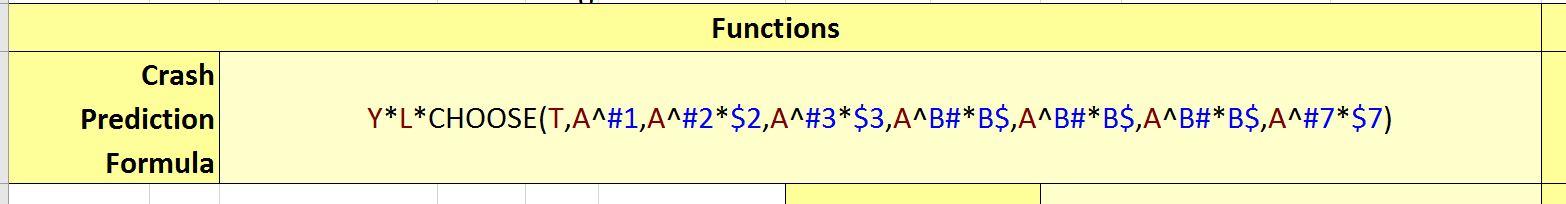 Functions
Crash
Prediction
Formula
Y*L*CHOOSE(T,A^#1,A^#2*$2,A^#3*$3,A^B#*B$,A^B#*B$,A^B#*B$,A^#7*$7)